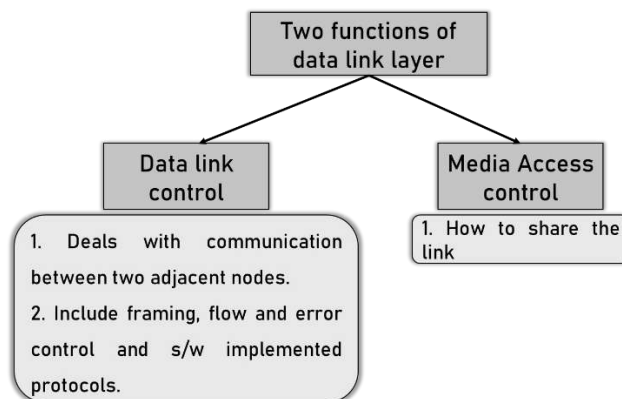 Two functions of
data link layer
Data link
control
Media Access
control
1. Deals with communication
between two adjacent nodes.
2. Include framing, flow and error
control and s/w implemented
protocols.
1. How to share the
link